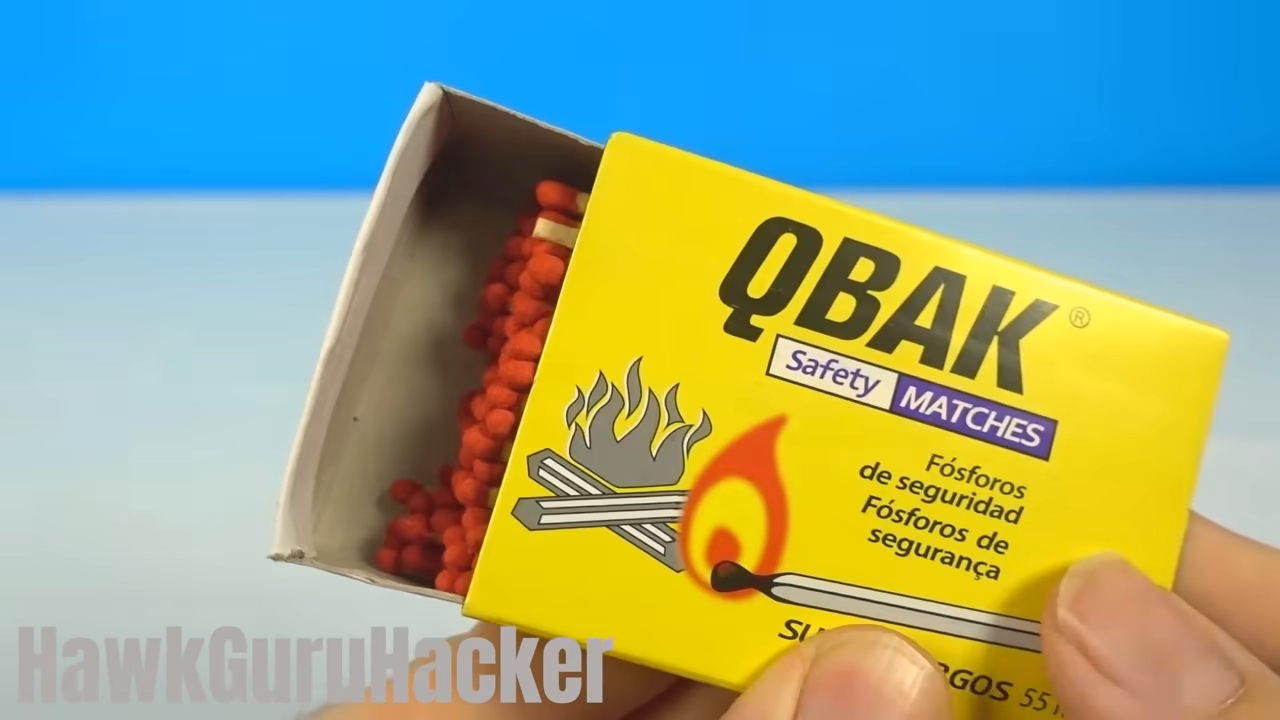 QBAK®
Safety MATCHES
Fósforos
de seguridad
Fósforos de
segurança
HawkGuruHacker